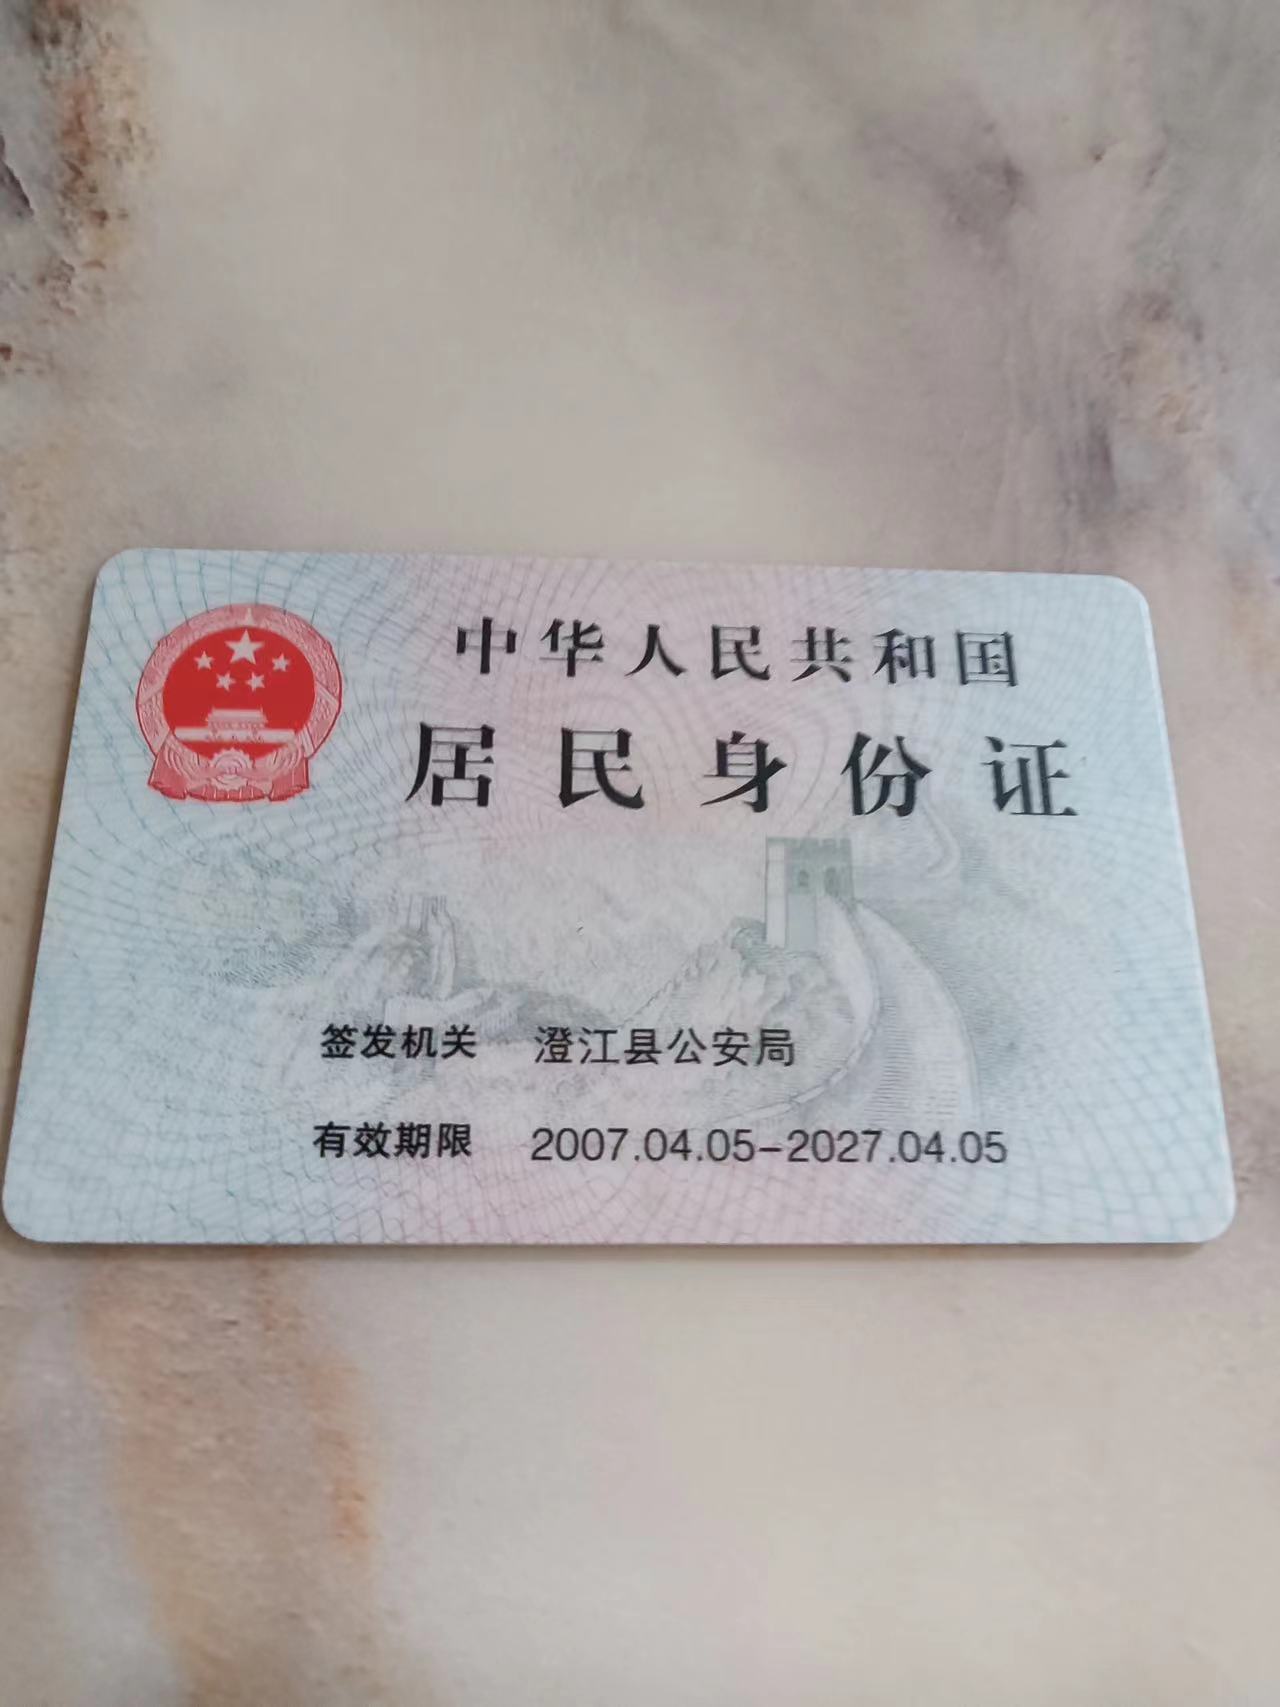 中华人民共和国
居民身份证
签发机关 澄江县公安局
有效期限 2007.04.05-2027.04.05